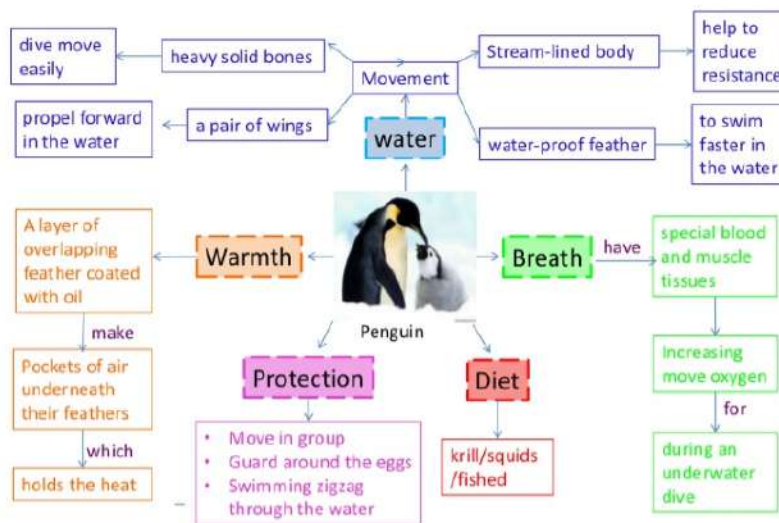 dive move
easily
heavy solid bones
Movement
Stream-lined body
help to
reduce
resistance
propel forward
in the water
a pair of wings
water
water-proof feather
to swim
faster in
the water
A layer of
overlapping
feather coated
with oil
Warmth
Breath
have
special blood
and muscle
tissues
make
Penguin
Pockets of air
underneath
their feathers
Protection
Diet
Increasing
move oxygen
which
for
holds the heat
• Move in group
• Guard around the eggs
• Swimming zigzag
through the water
krill/squids
/fished
during an
underwater
dive